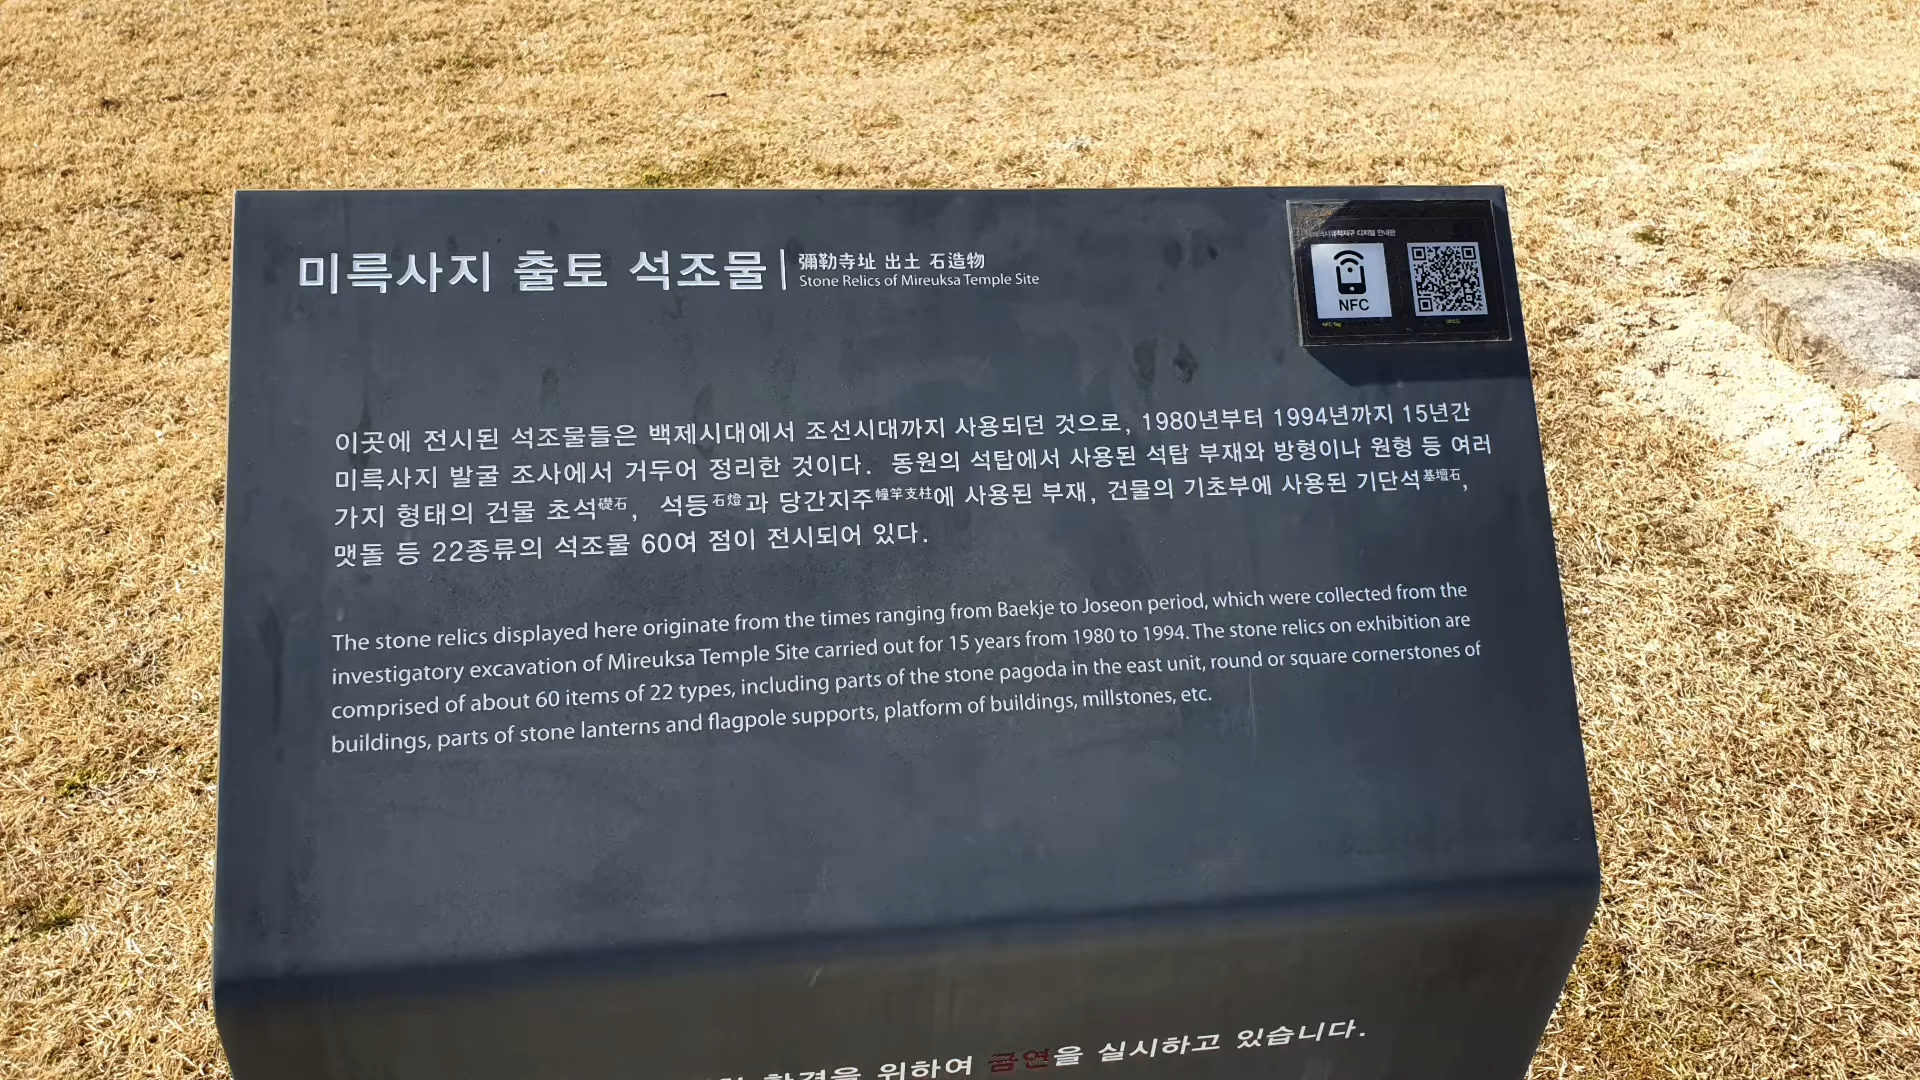 미륵사지 출토 석조물
彌勒寺址 出土 石造物
Stone Relics of Mireuksa Temple Site
디지털 안내판
NFC
NFC Tag
이곳에 전시된 석조물들은 백제시대에서 조선시대까지 사용되던 것으로, 1980년부터 1994년까지 15년간
미륵사지 발굴 조사에서 거두어 정리한 것이다. 동원의 석탑에서 사용된 석탑 부재와 방형이나 원형 등 여러
가지 형태의 건물 초석礎石, 석등石燈과 당간지주幢竿支柱에 사용된 부재, 건물의 기초부에 사용된 기단석基壇石,
맷돌 등 22종류의 석조물 60여 점이 전시되어 있다.
The stone relics displayed here originate from the times ranging from Baekje to Joseon period, which were collected from the
investigatory excavation of Mireuksa Temple Site carried out for 15 years from 1980 to 1994. The stone relics on exhibition are
comprised of about 60 items of 22 types, including parts of the stone pagoda in the east unit, round or square cornerstones of
buildings, parts of stone lanterns and flagpole supports, platform of buildings, millstones, etc.
위하여 금연을 실시하고 있습니다.